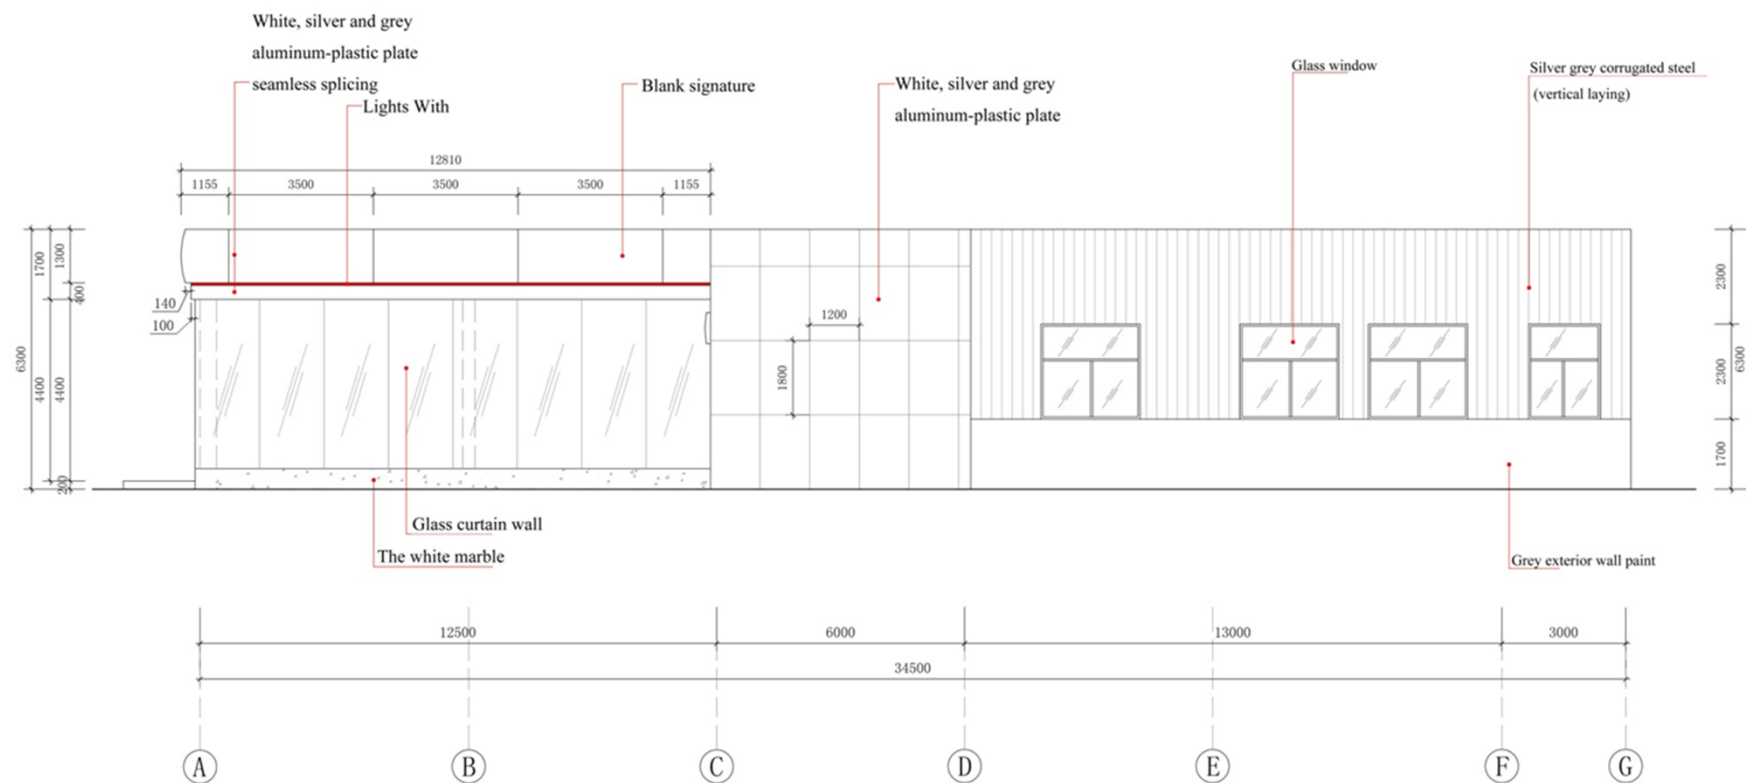 White, silver and grey
aluminum-plastic plate
seamless splicing
Lights With
Blank signature
White, silver and grey
aluminum-plastic plate
Glass window
Silver grey corrugated steel
(vertical laying)
12810
1155 3500 3500 3500 1155
1700 1300
400
140
100
6300 4400 4400
200
1200
1800
2300
2300 6300
1700
Glass curtain wall
The white marble
Grey exterior wall paint
12500 6000 13000 3000
34500
A B C D E F G